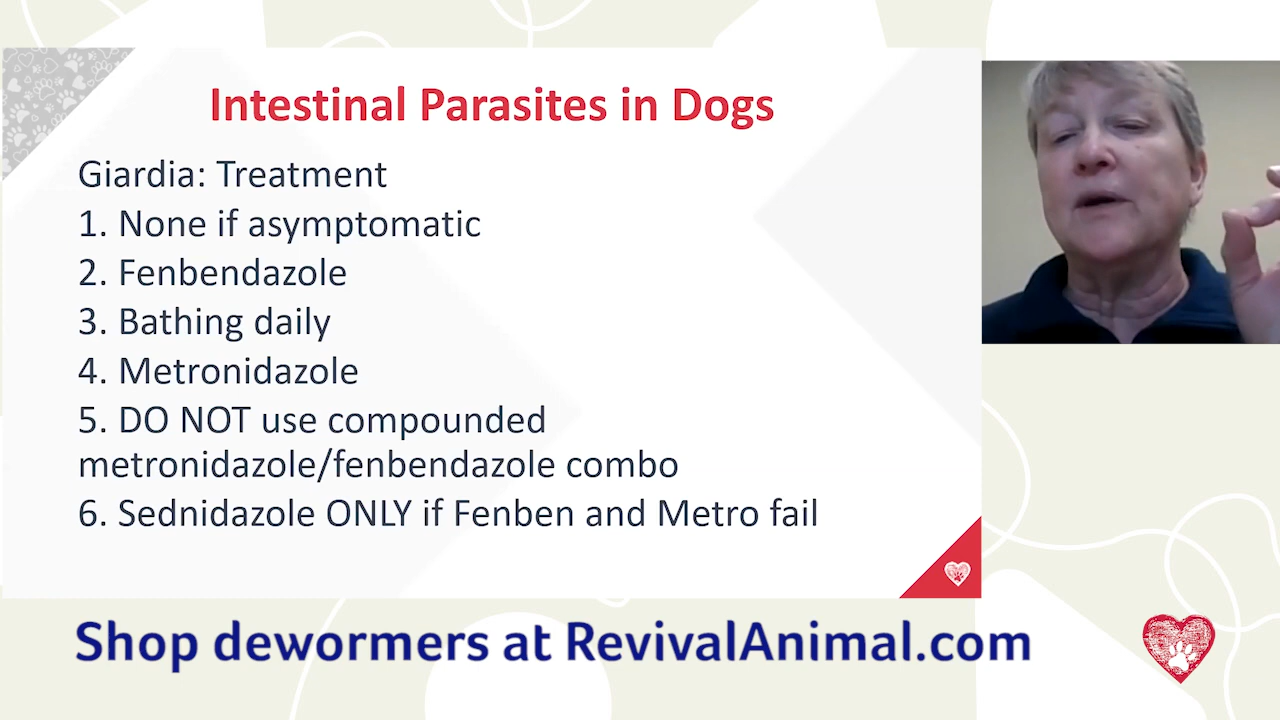 Intestinal Parasites in Dogs
Giardia: Treatment
1. None if asymptomatic
2. Fenbendazole
3. Bathing daily
4. Metronidazole
5. DO NOT use compounded
metronidazole/fenbendazole combo
6. Sednidazole ONLY if Fenben and Metro fail
Shop dewormers at RevivalAnimal.com